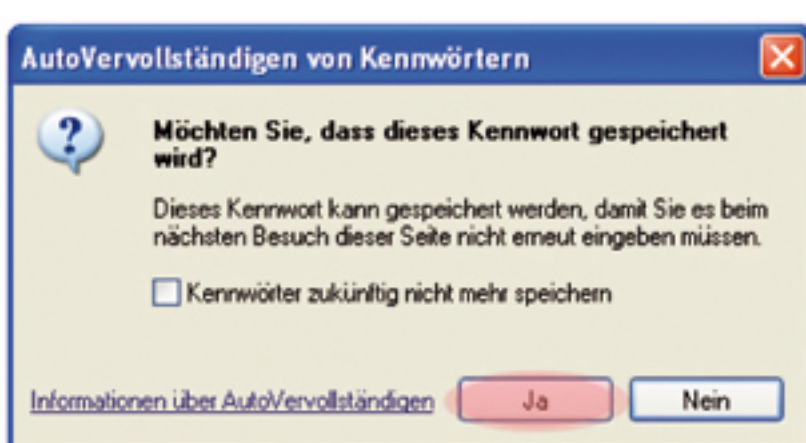 AutoVervollständigen von Kennwörtern
Möchten Sie, dass dieses Kennwort gespeichert
wird?
Dieses Kennwort kann gespeichert werden, damit Sie es beim
nächsten Besuch dieser Seite nicht erneut eingeben müssen.
Kennwörter zukünftig nicht mehr speichern
Informationen über AutoVervollständigen Ja Nein